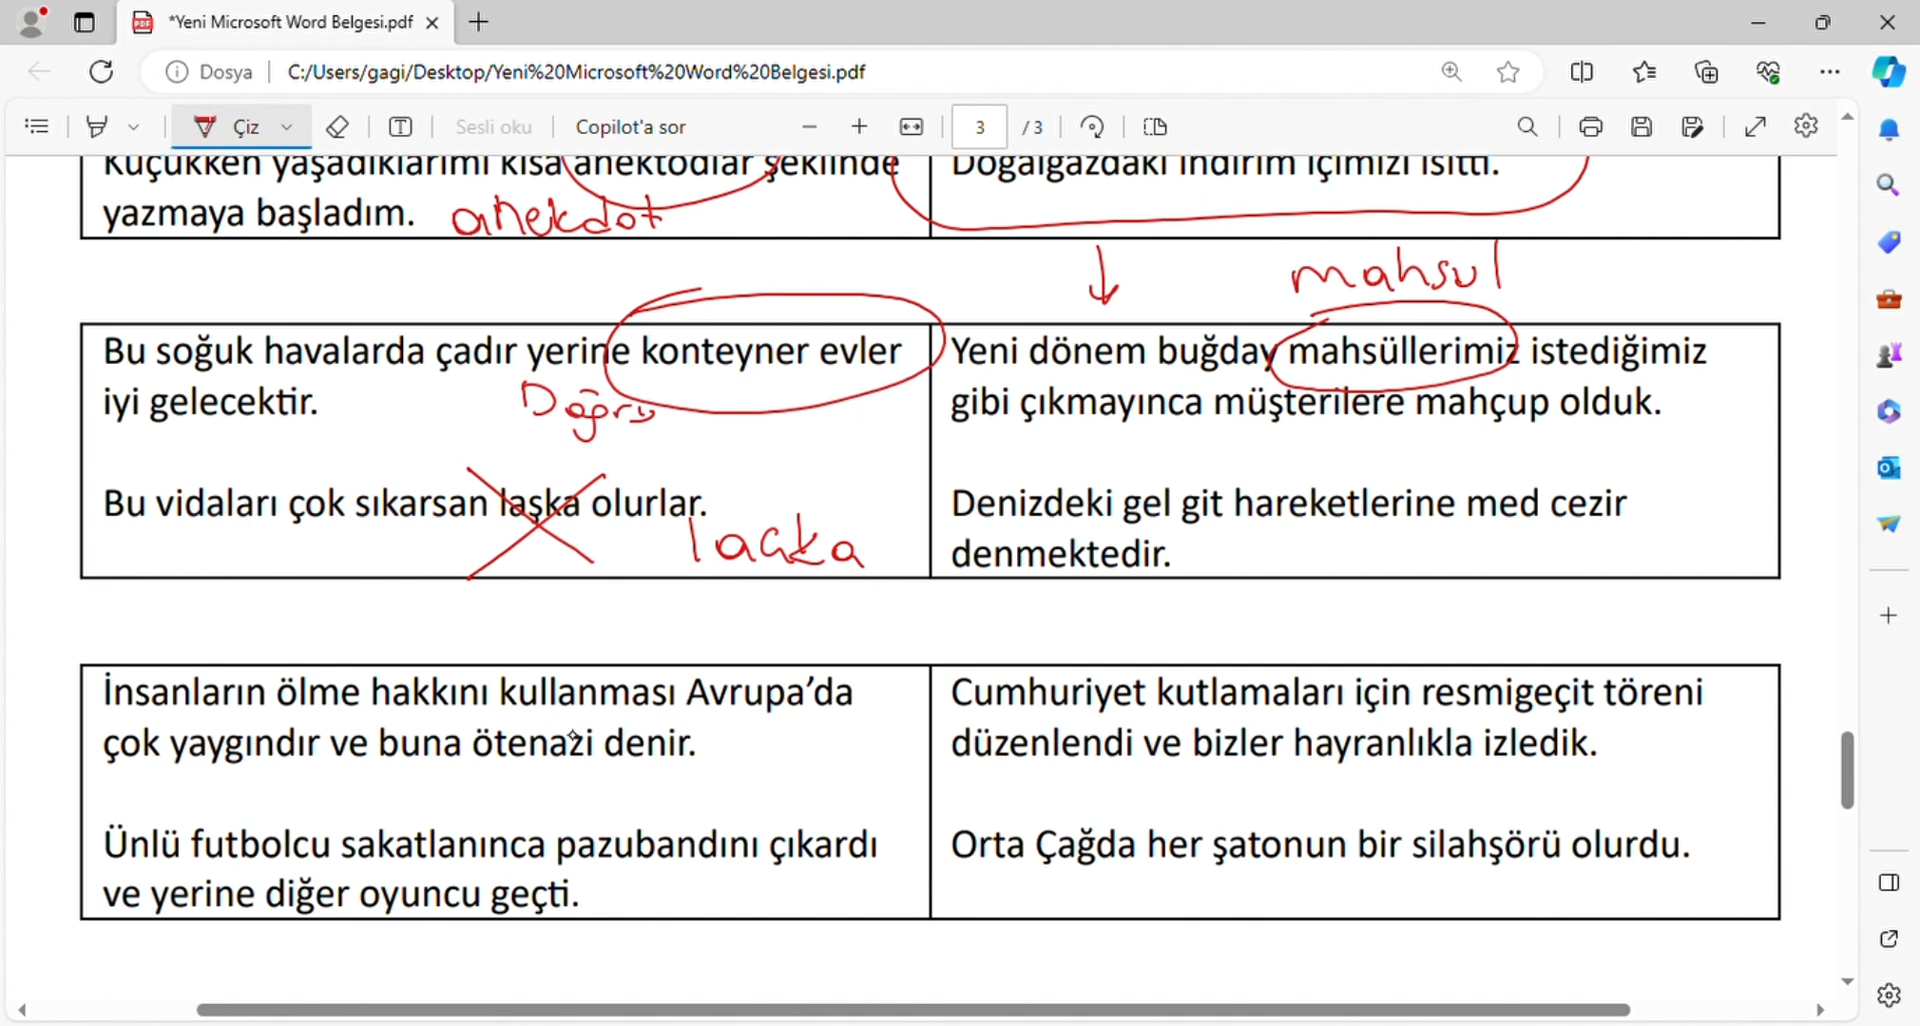 *Yeni Microsoft Word Belgesi.pdf
Dosya
C:/Users/gagi/Desktop/Yeni%20Microsoft%20Word%20Belgesi.pdf
Çiz
Sesli oku
Copilot'a sor
3 / 3
Küçükken yaşadıklarımı kısa anektodlar şeklinde
yazmaya başladım.
anekdot
Doğalgazdaki indirim içimizi ısıttı.
mahsul
Bu soğuk havalarda çadır yerine konteyner evler
iyi gelecektir.
Doğru
Bu vidaları çok sıkarsan laşka olurlar.
laçka
Yeni dönem buğday mahsüllerimiz istediğimiz
gibi çıkmayınca müşterilere mahçup olduk.
Denizdeki gel git hareketlerine med cezir
denmektedir.
İnsanların ölme hakkını kullanması Avrupa’da
çok yaygındır ve buna ötenazi denir.
Ünlü futbolcu sakatlanınca pazubandını çıkardı
ve yerine diğer oyuncu geçti.
Cumhuriyet kutlamaları için resmigeçit töreni
düzenlendi ve bizler hayranlıkla izledik.
Orta Çağda her şatonun bir silahşörü olurdu.